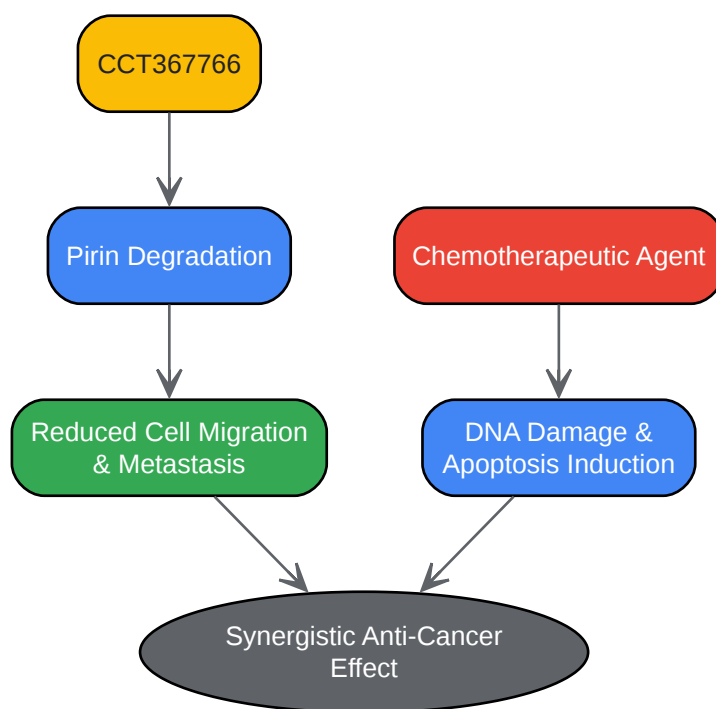 CCT367766
Pirin Degradation
Chemotherapeutic Agent
Reduced Cell Migration
& Metastasis
DNA Damage &
Apoptosis Induction
Synergistic Anti-Cancer
Effect